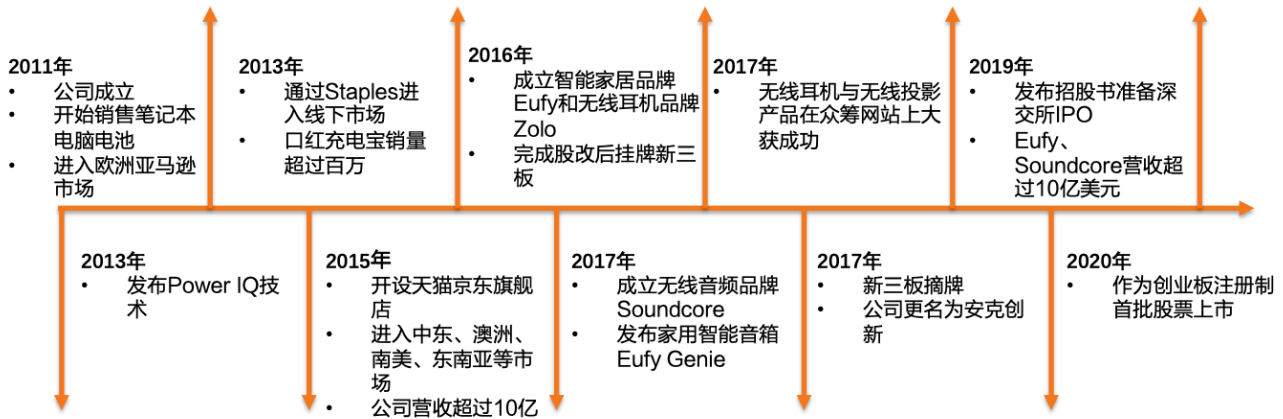 2011年
• 公司成立
• 开始销售笔记本
电脑电池
• 进入欧洲亚马逊
市场
2013年
• 通过Staples进
入线下市场
• 口红充电宝销量
超过百万
2016年
• 成立智能家居品牌
Eufy和无线耳机品牌
Zolo
• 完成股改后挂牌新三
板
2017年
• 无线耳机与无线投影
产品在众筹网站上大
获成功
2019年
• 发布招股书准备深
交所IPO
• Eufy、
Soundcore营收超
过10亿美元
2013年
• 发布Power IQ技
术
2015年
• 开设天猫京东旗舰
店
• 进入中东、澳洲、
南美、东南亚等市
场
• 公司营收超过10亿
2017年
• 成立无线音频品牌
Soundcore
• 发布家用智能音箱
Eufy Genie
2017年
• 新三板摘牌
• 公司更名为安克创
新
2020年
• 作为创业板注册制
首批股票上市